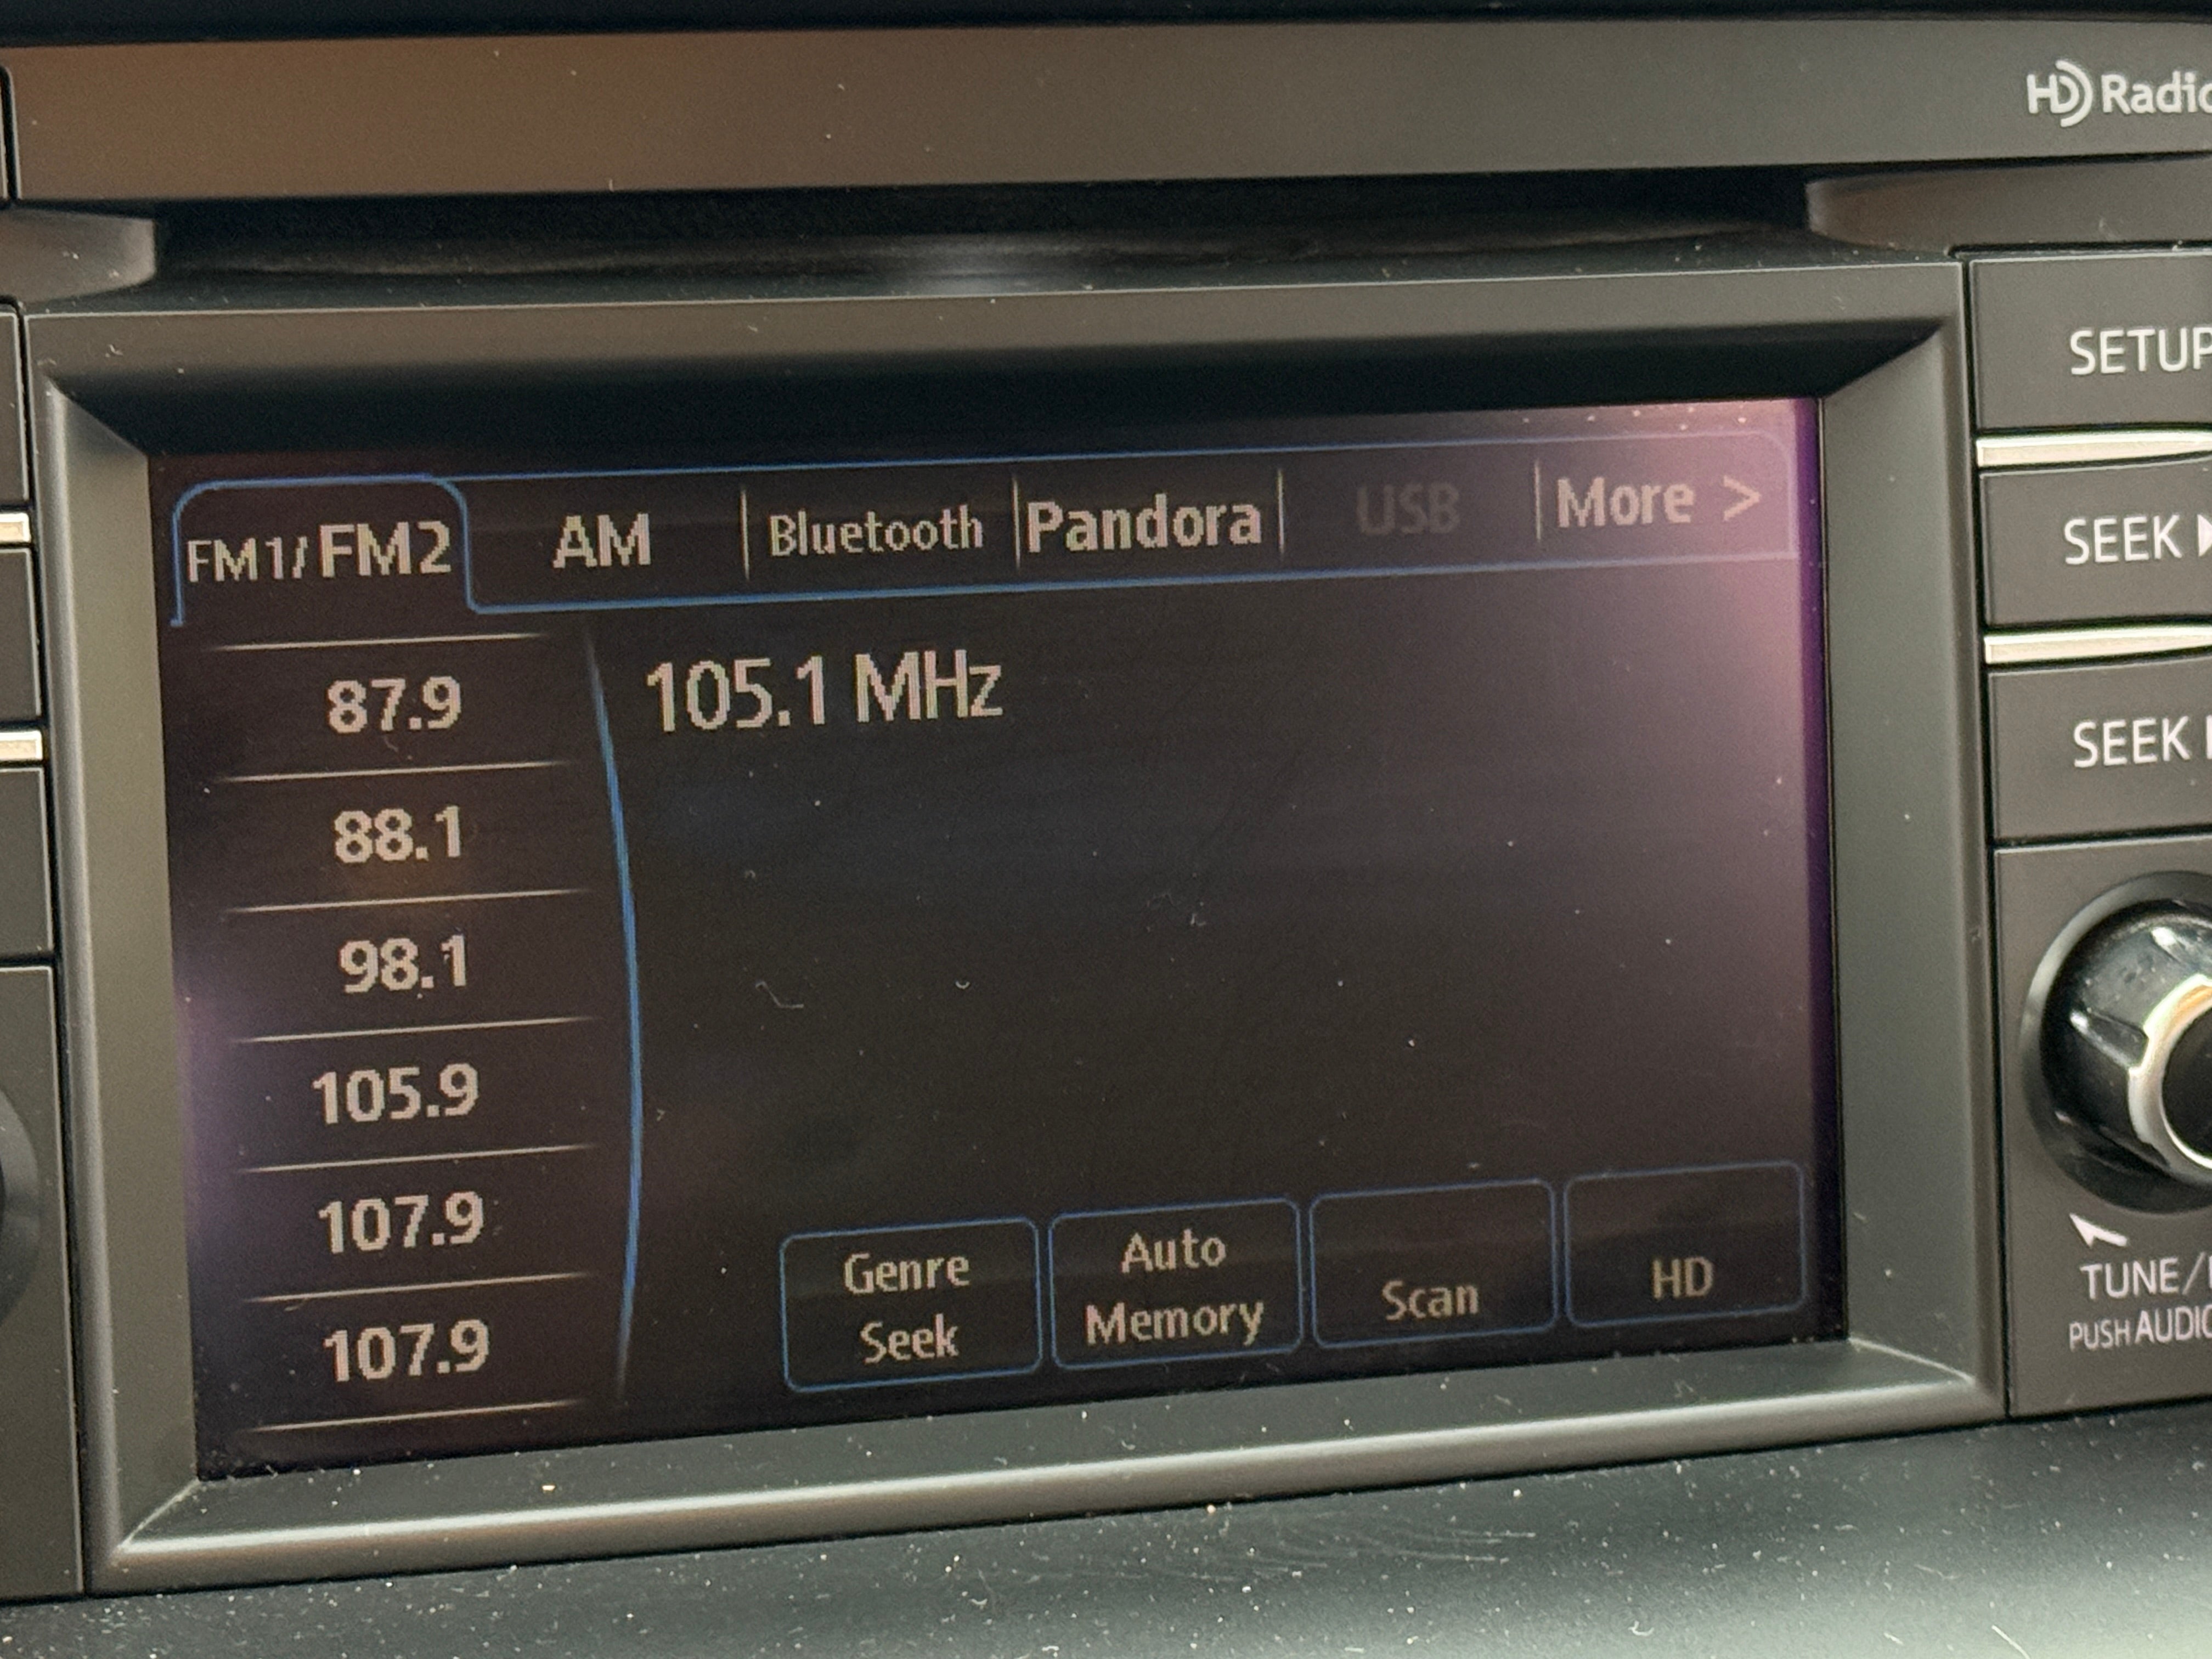 HD Radio
SETUP
FM1/FM2 AM Bluetooth Pandora USB More >
SEEK
105.1 MHz
87.9
88.1
98.1
105.9
107.9
107.9
SEEK
Genre Seek
Auto Memory
Scan
HD
TUNE/
PUSH AUDIO